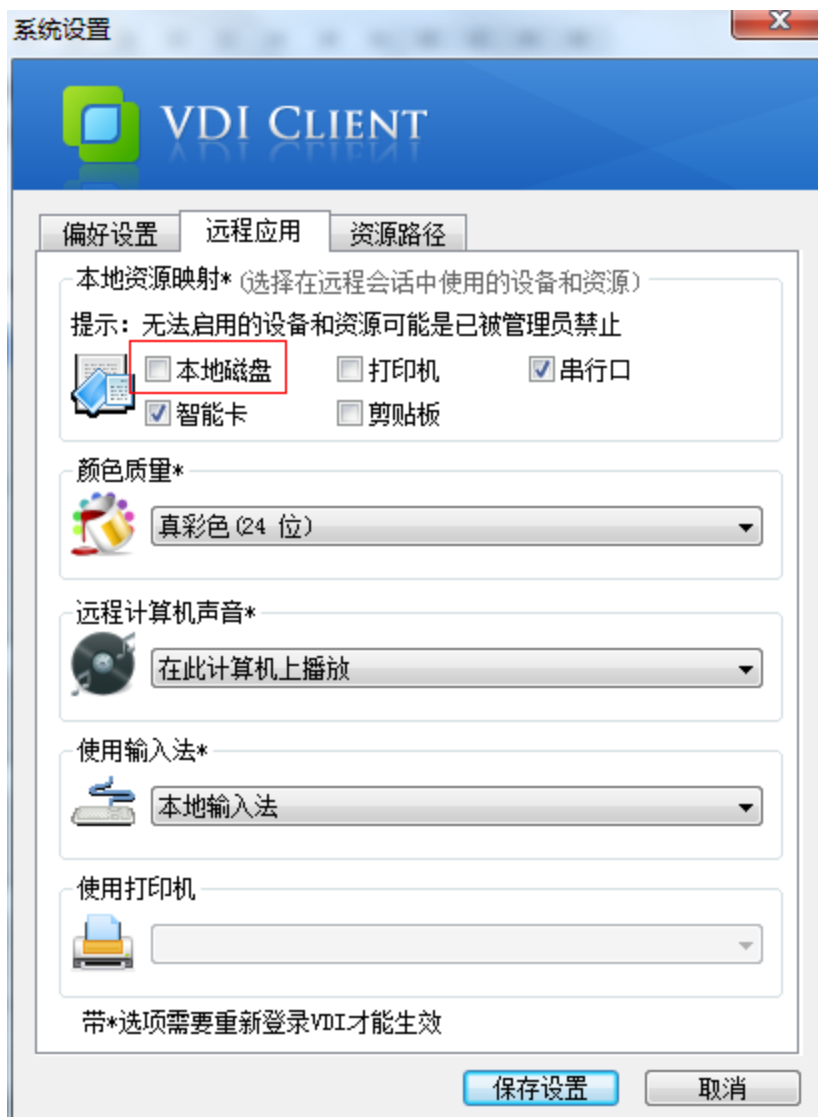 系统设置
VDI CLIENT
偏好设置 远程应用 资源路径
本地资源映射* (选择在远程会话中使用的设备和资源)
提示：无法启用的设备和资源可能是已被管理员禁止
本地磁盘 打印机 串行口
智能卡 剪贴板
颜色质量*
真彩色(24 位)
远程计算机声音*
在此计算机上播放
使用输入法*
本地输入法
使用打印机
带*选项需要重新登录VDI才能生效
保存设置 取消